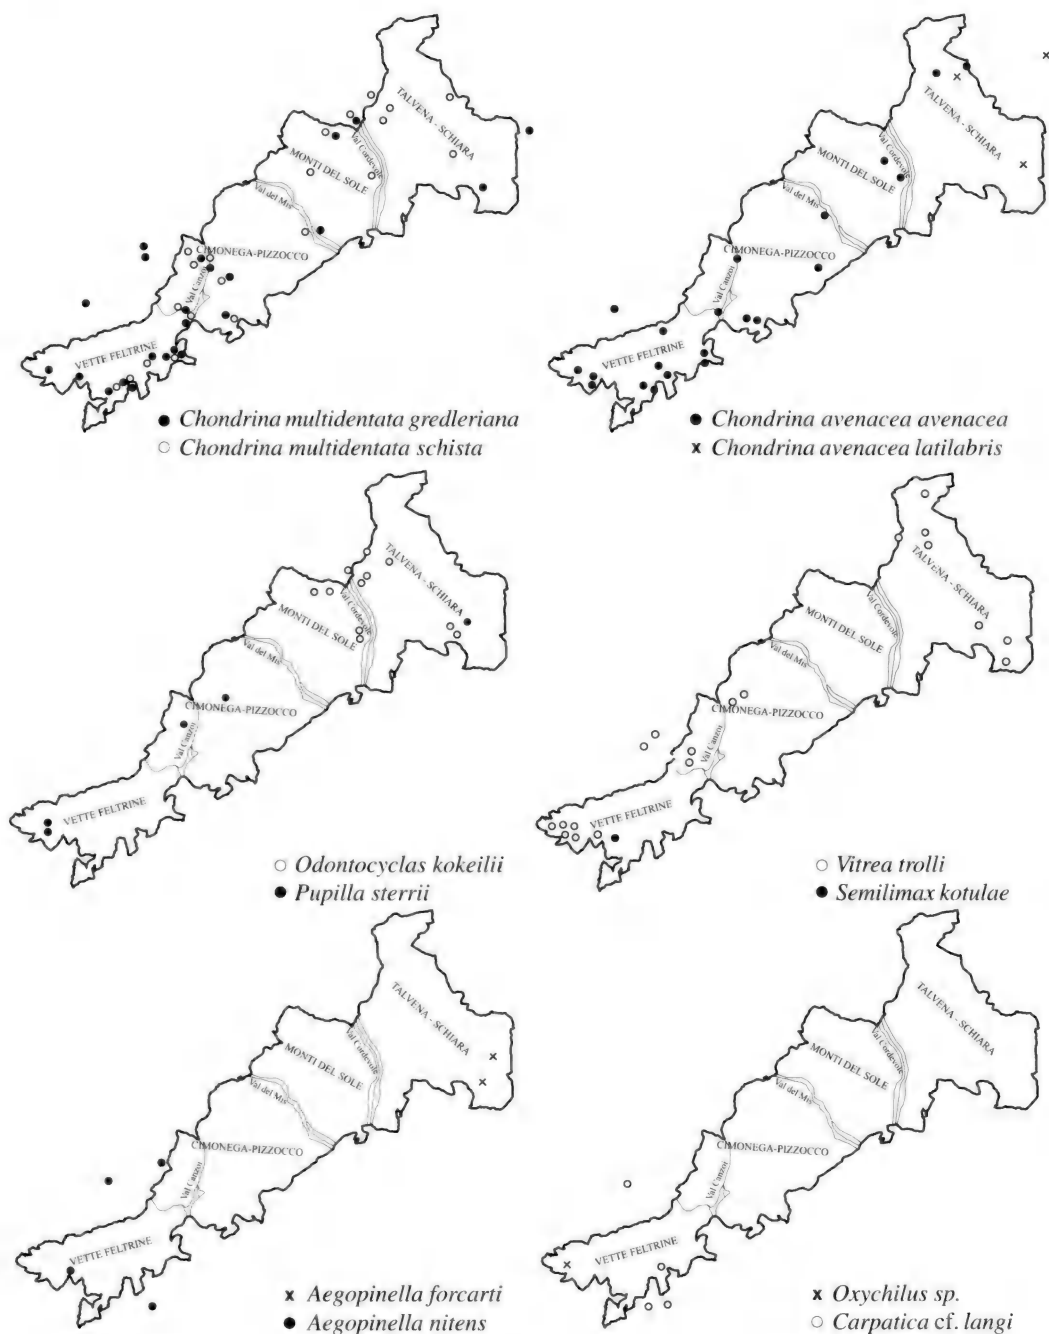 TALVENA - SCHIARA
Val Cordevole
MONTI DEL SOLE
Val del Mis
CIMONEGA-PIZZOCCO
Val Canzoi
VETTE FELTRINE
● Chondrina multidentata gredleriana
○ Chondrina multidentata schista
TALVENA - SCHIARA
Val Cordevole
MONTI DEL SOLE
Val del Mis
CIMONEGA-PIZZOCCO
Val Canzoi
VETTE FELTRINE
● Chondrina avenacea avenacea
x Chondrina avenacea latilabris
TALVENA - SCHIARA
Val Cordevole
MONTI DEL SOLE
Val del Mis
CIMONEGA-PIZZOCCO
Val Canzoi
VETTE FELTRINE
○ Odontocyclas kokeilii
● Pupilla sterrii
TALVENA - SCHIARA
Val Cordevole
MONTI DEL SOLE
Val del Mis
CIMONEGA-PIZZOCCO
Val Canzoi
VETTE FELTRINE
○ Vitrea trolli
● Semilimax kotulae
TALVENA - SCHIARA
Val Cordevole
MONTI DEL SOLE
Val del Mis
CIMONEGA-PIZZOCCO
Val Canzoi
VETTE FELTRINE
x Aegopinella forcarti
● Aegopinella nitens
TALVENA - SCHIARA
Val Cordevole
MONTI DEL SOLE
Val del Mis
CIMONEGA-PIZZOCCO
Val Canzoi
VETTE FELTRINE
x Oxychilus sp.
○ Carpatica cf. langi